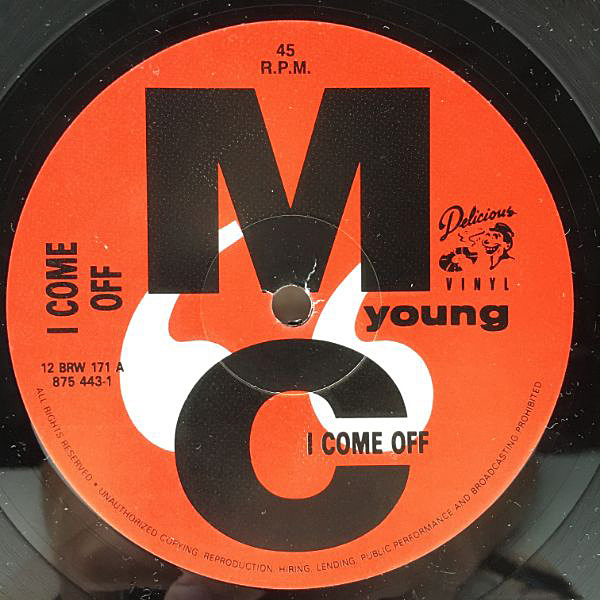 45
R.P.M.
M
Delicious
VINYL
I COME
OFF
young
12 BRW 171 A
875 443-1
C
I COME OFF
ALL RIGHTS RESERVED • UNAUTHORIZED COPYING, REPRODUCTION, HIRING, LENDING, PUBLIC PERFORMANCE AND BROADCASTING PROHIBITED